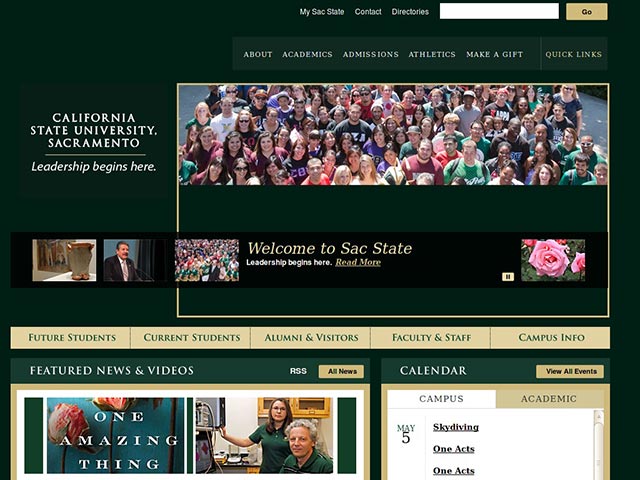 My Sac State Contact Directories Go
ABOUT ACADEMICS ADMISSIONS ATHLETICS MAKE A GIFT QUICK LINKS
CALIFORNIA
STATE UNIVERSITY,
SACRAMENTO
Leadership begins here.
Welcome to Sac State
Leadership begins here. Read More
FUTURE STUDENTS CURRENT STUDENTS ALUMNI & VISITORS FACULTY & STAFF CAMPUS INFO
FEATURED NEWS & VIDEOS RSS All News
CALENDAR View All Events
CAMPUS ACADEMIC
ONE
AMAZING
THING
MAY
5
Skydiving
One Acts
One Acts